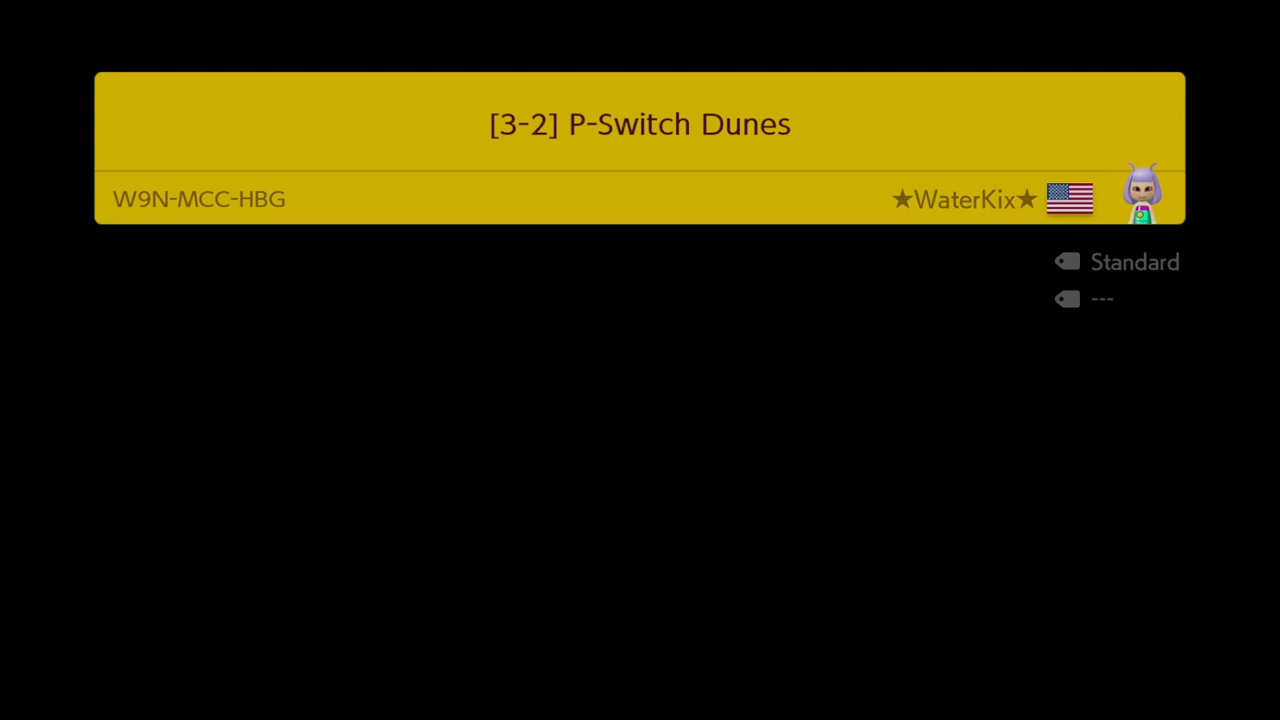 [3-2] P-Switch Dunes
W9N-MCC-HBG
★WaterKix★
Standard
---